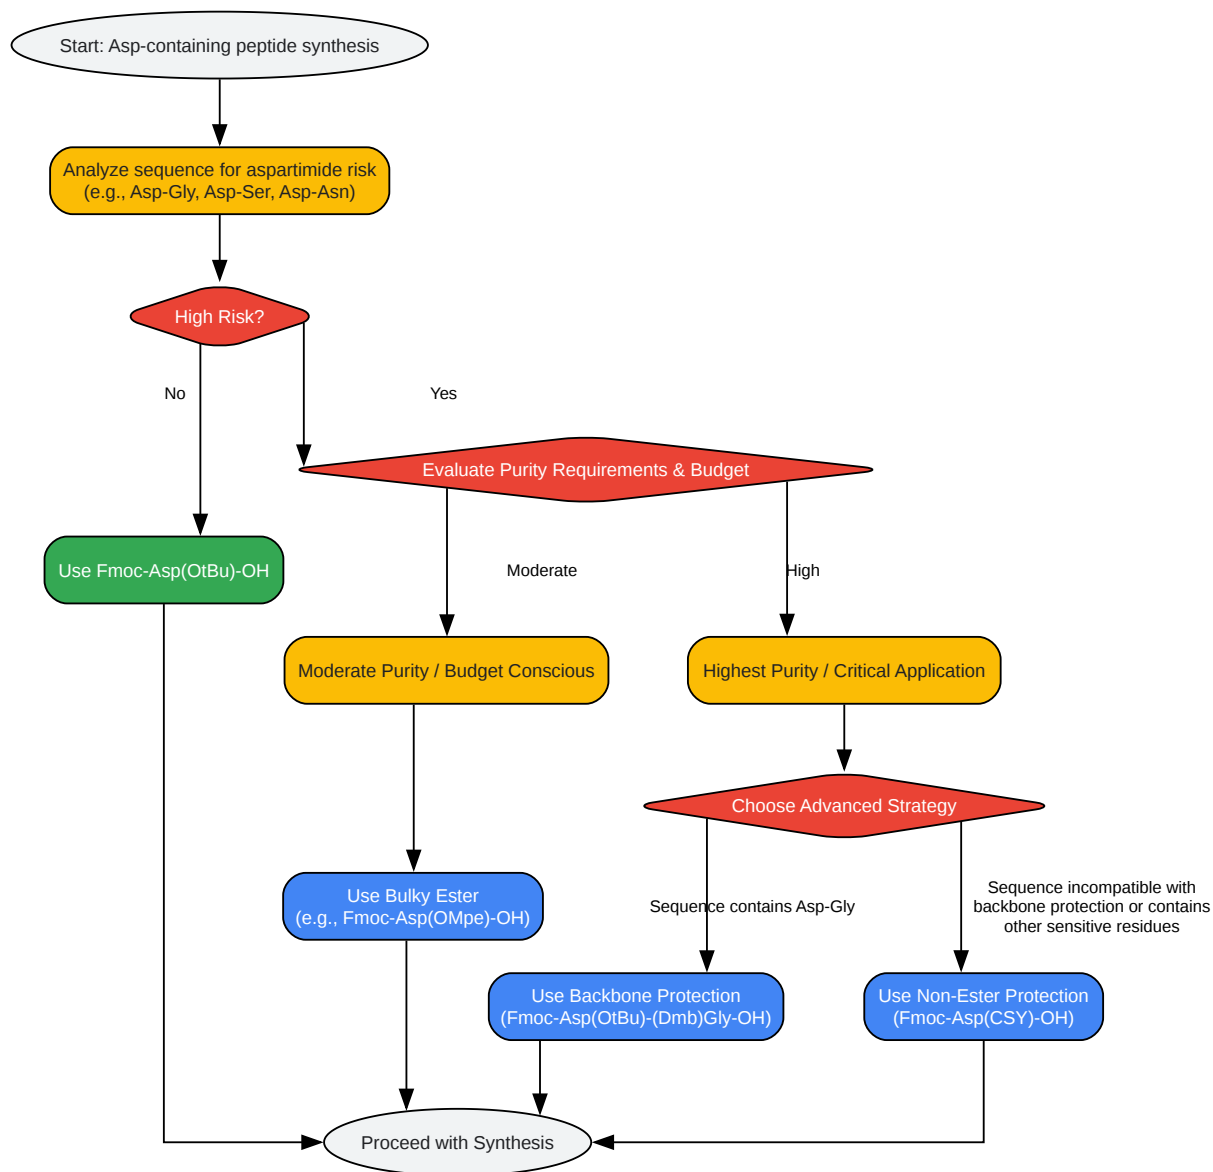 Start: Asp-containing peptide synthesis
Analyze sequence for aspartimide risk
(e.g., Asp-Gly, Asp-Ser, Asp-Asn)
High Risk?
No
Yes
Evaluate Purity Requirements & Budget
Use Fmoc-Asp(OtBu)-OH
Moderate
High
Moderate Purity / Budget Conscious
Highest Purity / Critical Application
Choose Advanced Strategy
Use Bulky Ester
(e.g., Fmoc-Asp(OMpe)-OH)
Sequence contains Asp-Gly
Sequence incompatible with
backbone protection or contains
other sensitive residues
Use Backbone Protection
(Fmoc-Asp(OtBu)-(Dmb)Gly-OH)
Use Non-Ester Protection
(Fmoc-Asp(CSY)-OH)
Proceed with Synthesis